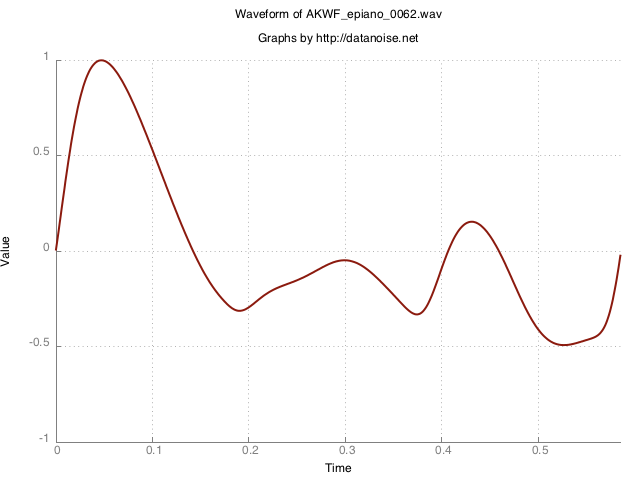 Waveform of AKWF_epiano_0062.wav
Graphs by http://datanoise.net
1
0.5
0
-0.5
-1
Value
0 0.1 0.2 0.3 0.4 0.5
Time